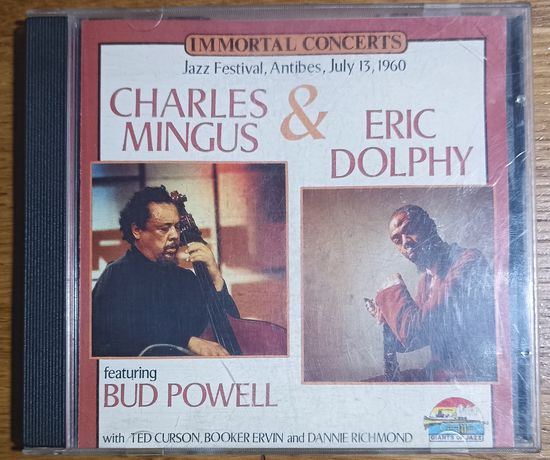 IMMORTAL CONCERTS
Jazz Festival, Antibes, July 13, 1960
CHARLES
MINGUS
&
ERIC
DOLPHY
featuring
BUD POWELL
with TED CURSON, BOOKER ERVIN and DANNIE RICHMOND
GIANTS OF JAZZ